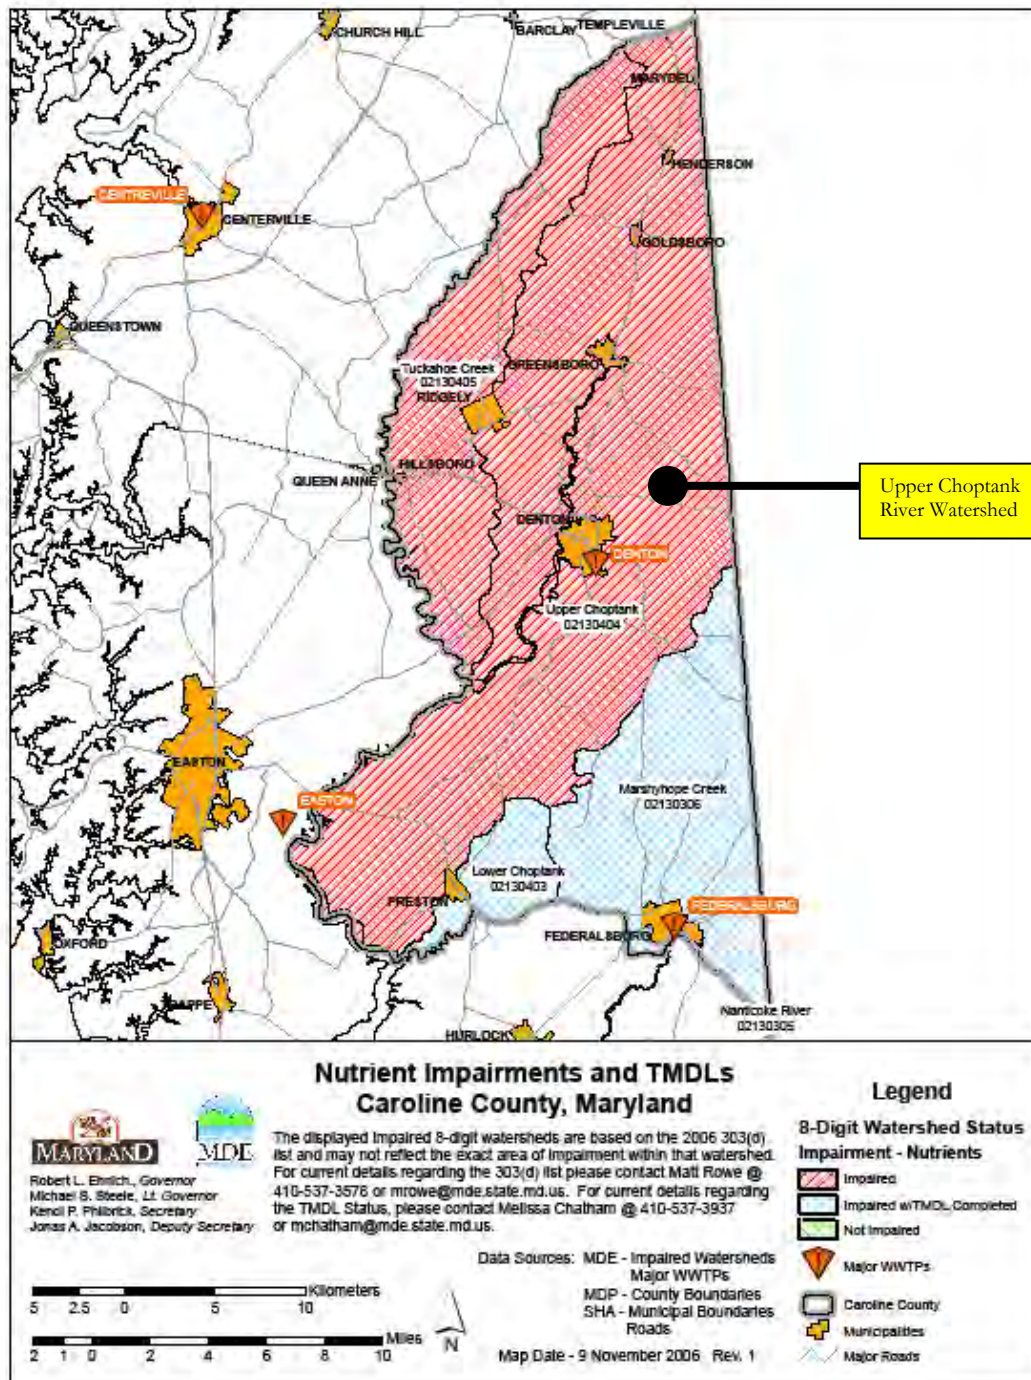 CHURCH HILL
BARCLAY
TEMPLEVILLE
MARYDEL
HENDERSON
CENTREVILLE
CENTERVILLE
GOLDSBORO
QUEENSTOWN
GREENSBORO
Tuckahoe Creek
02130405
RIDGELY
HILLSBORO
QUEEN ANNE
Upper Choptank
River Watershed
DENTON
DENTON
Upper Choptank
02130404
EASTON
EASTON
Marshyhope Creek
02130306
Lower Choptank
02130403
PRESTON
FEDERALSBURG
FEDERALSBURG
OXFORD
TRAPPE
Nanticoke River
02130305
HURLOCK
Nutrient Impairments and TMDLs
Caroline County, Maryland
MARYLAND
MDE
Robert L. Ehrlich, Governor
Michael S. Steele, Lt. Governor
Kendl P. Philbrick, Secretary
Jonas A. Jacobson, Deputy Secretary
The displayed impaired 8-digit watersheds are based on the 2006 303(d)
list and may not reflect the exact area of impairment within that watershed.
For current details regarding the 303(d) list please contact Matt Rowe @
410-537-3578 or mrowe@mde.state.md.us. For current details regarding
the TMDL Status, please contact Melissa Chatham @ 410-537-3937
or mchatham@mde.state.md.us.
Data Sources: MDE - Impaired Watersheds
Major WWTPs
MDP - County Boundaries
SHA - Municipal Boundaries
Roads
Map Date - 9 November 2006 Rev. 1
Kilometers
5 2.5 0 5 10
Miles
2 1 0 2 4 6 8 10
N
Legend
8-Digit Watershed Status
Impairment - Nutrients
Impaired
Impaired w/TMDL Completed
Not Impaired
Major WWTPs
Caroline County
Municipalities
Major Roads